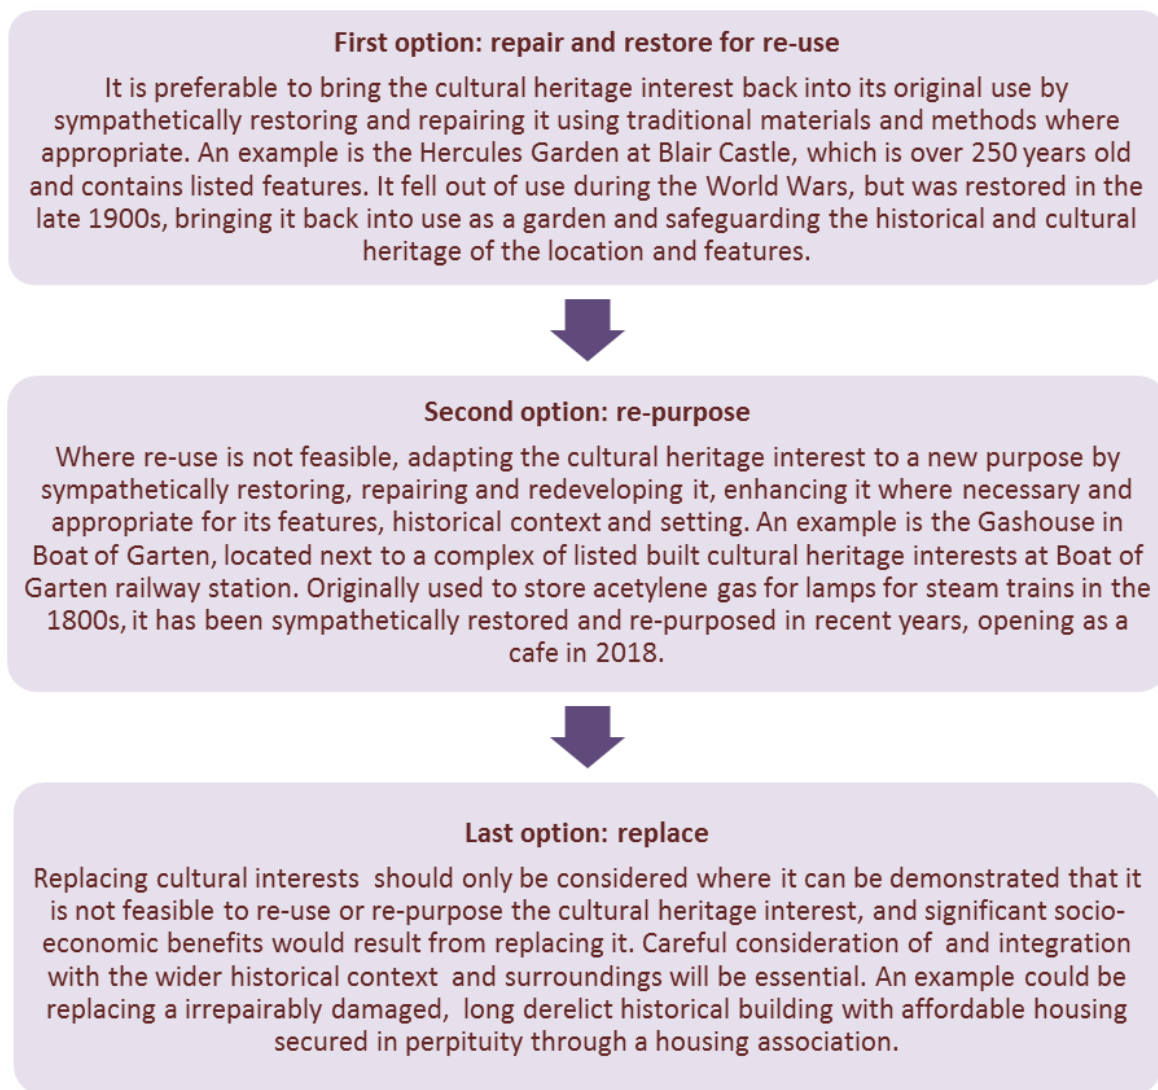 First option: repair and restore for re-use
It is preferable to bring the cultural heritage interest back into its original use by
sympathetically restoring and repairing it using traditional materials and methods where
appropriate. An example is the Hercules Garden at Blair Castle, which is over 250 years old
and contains listed features. It fell out of use during the World Wars, but was restored in the
late 1900s, bringing it back into use as a garden and safeguarding the historical and cultural
heritage of the location and features.
Second option: re-purpose
Where re-use is not feasible, adapting the cultural heritage interest to a new purpose by
sympathetically restoring, repairing and redeveloping it, enhancing it where necessary and
appropriate for its features, historical context and setting. An example is the Gashouse in
Boat of Garten, located next to a complex of listed built cultural heritage interests at Boat of
Garten railway station. Originally used to store acetylene gas for lamps for steam trains in the
1800s, it has been sympathetically restored and re-purposed in recent years, opening as a
cafe in 2018.
Last option: replace
Replacing cultural interests should only be considered where it can be demonstrated that it
is not feasible to re-use or re-purpose the cultural heritage interest, and significant socio-
economic benefits would result from replacing it. Careful consideration of and integration
with the wider historical context and surroundings will be essential. An example could be
replacing a irrepairably damaged, long derelict historical building with affordable housing
secured in perpetuity through a housing association.